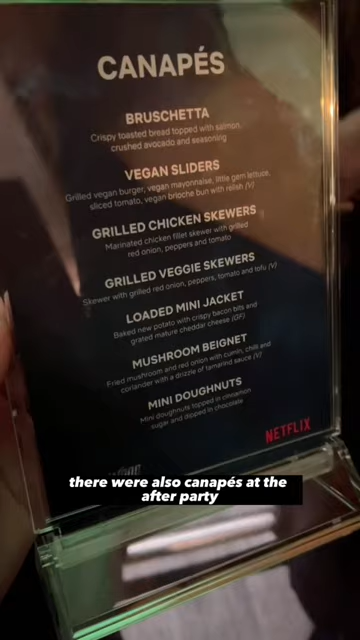 CANAPÉS
BRUSCHETTA
Crispy toasted bread topped with salmon,
crushed avocado and seasoning
VEGAN SLIDERS
Grilled vegan burger, vegan mayonnaise, little gem lettuce,
sliced tomato, vegan brioche bun with relish (V)
GRILLED CHICKEN SKEWERS
Marinated chicken fillet skewer with grilled
red onion, peppers and tomato
GRILLED VEGGIE SKEWERS
Skewer with grilled red onion, peppers, tomato and tofu (V)
LOADED MINI JACKET
Baked new potato with crispy bacon bits and
grated mature cheddar cheese (GF)
MUSHROOM BEIGNET
Fried mushroom and red onion with cumin, chilli and
coriander with a drizzle of tamarind sauce (V)
MINI DOUGHNUTS
Mini doughnuts topped in cinnamon
sugar and dipped in chocolate
NETFLIX
there were also canapés at the
after party